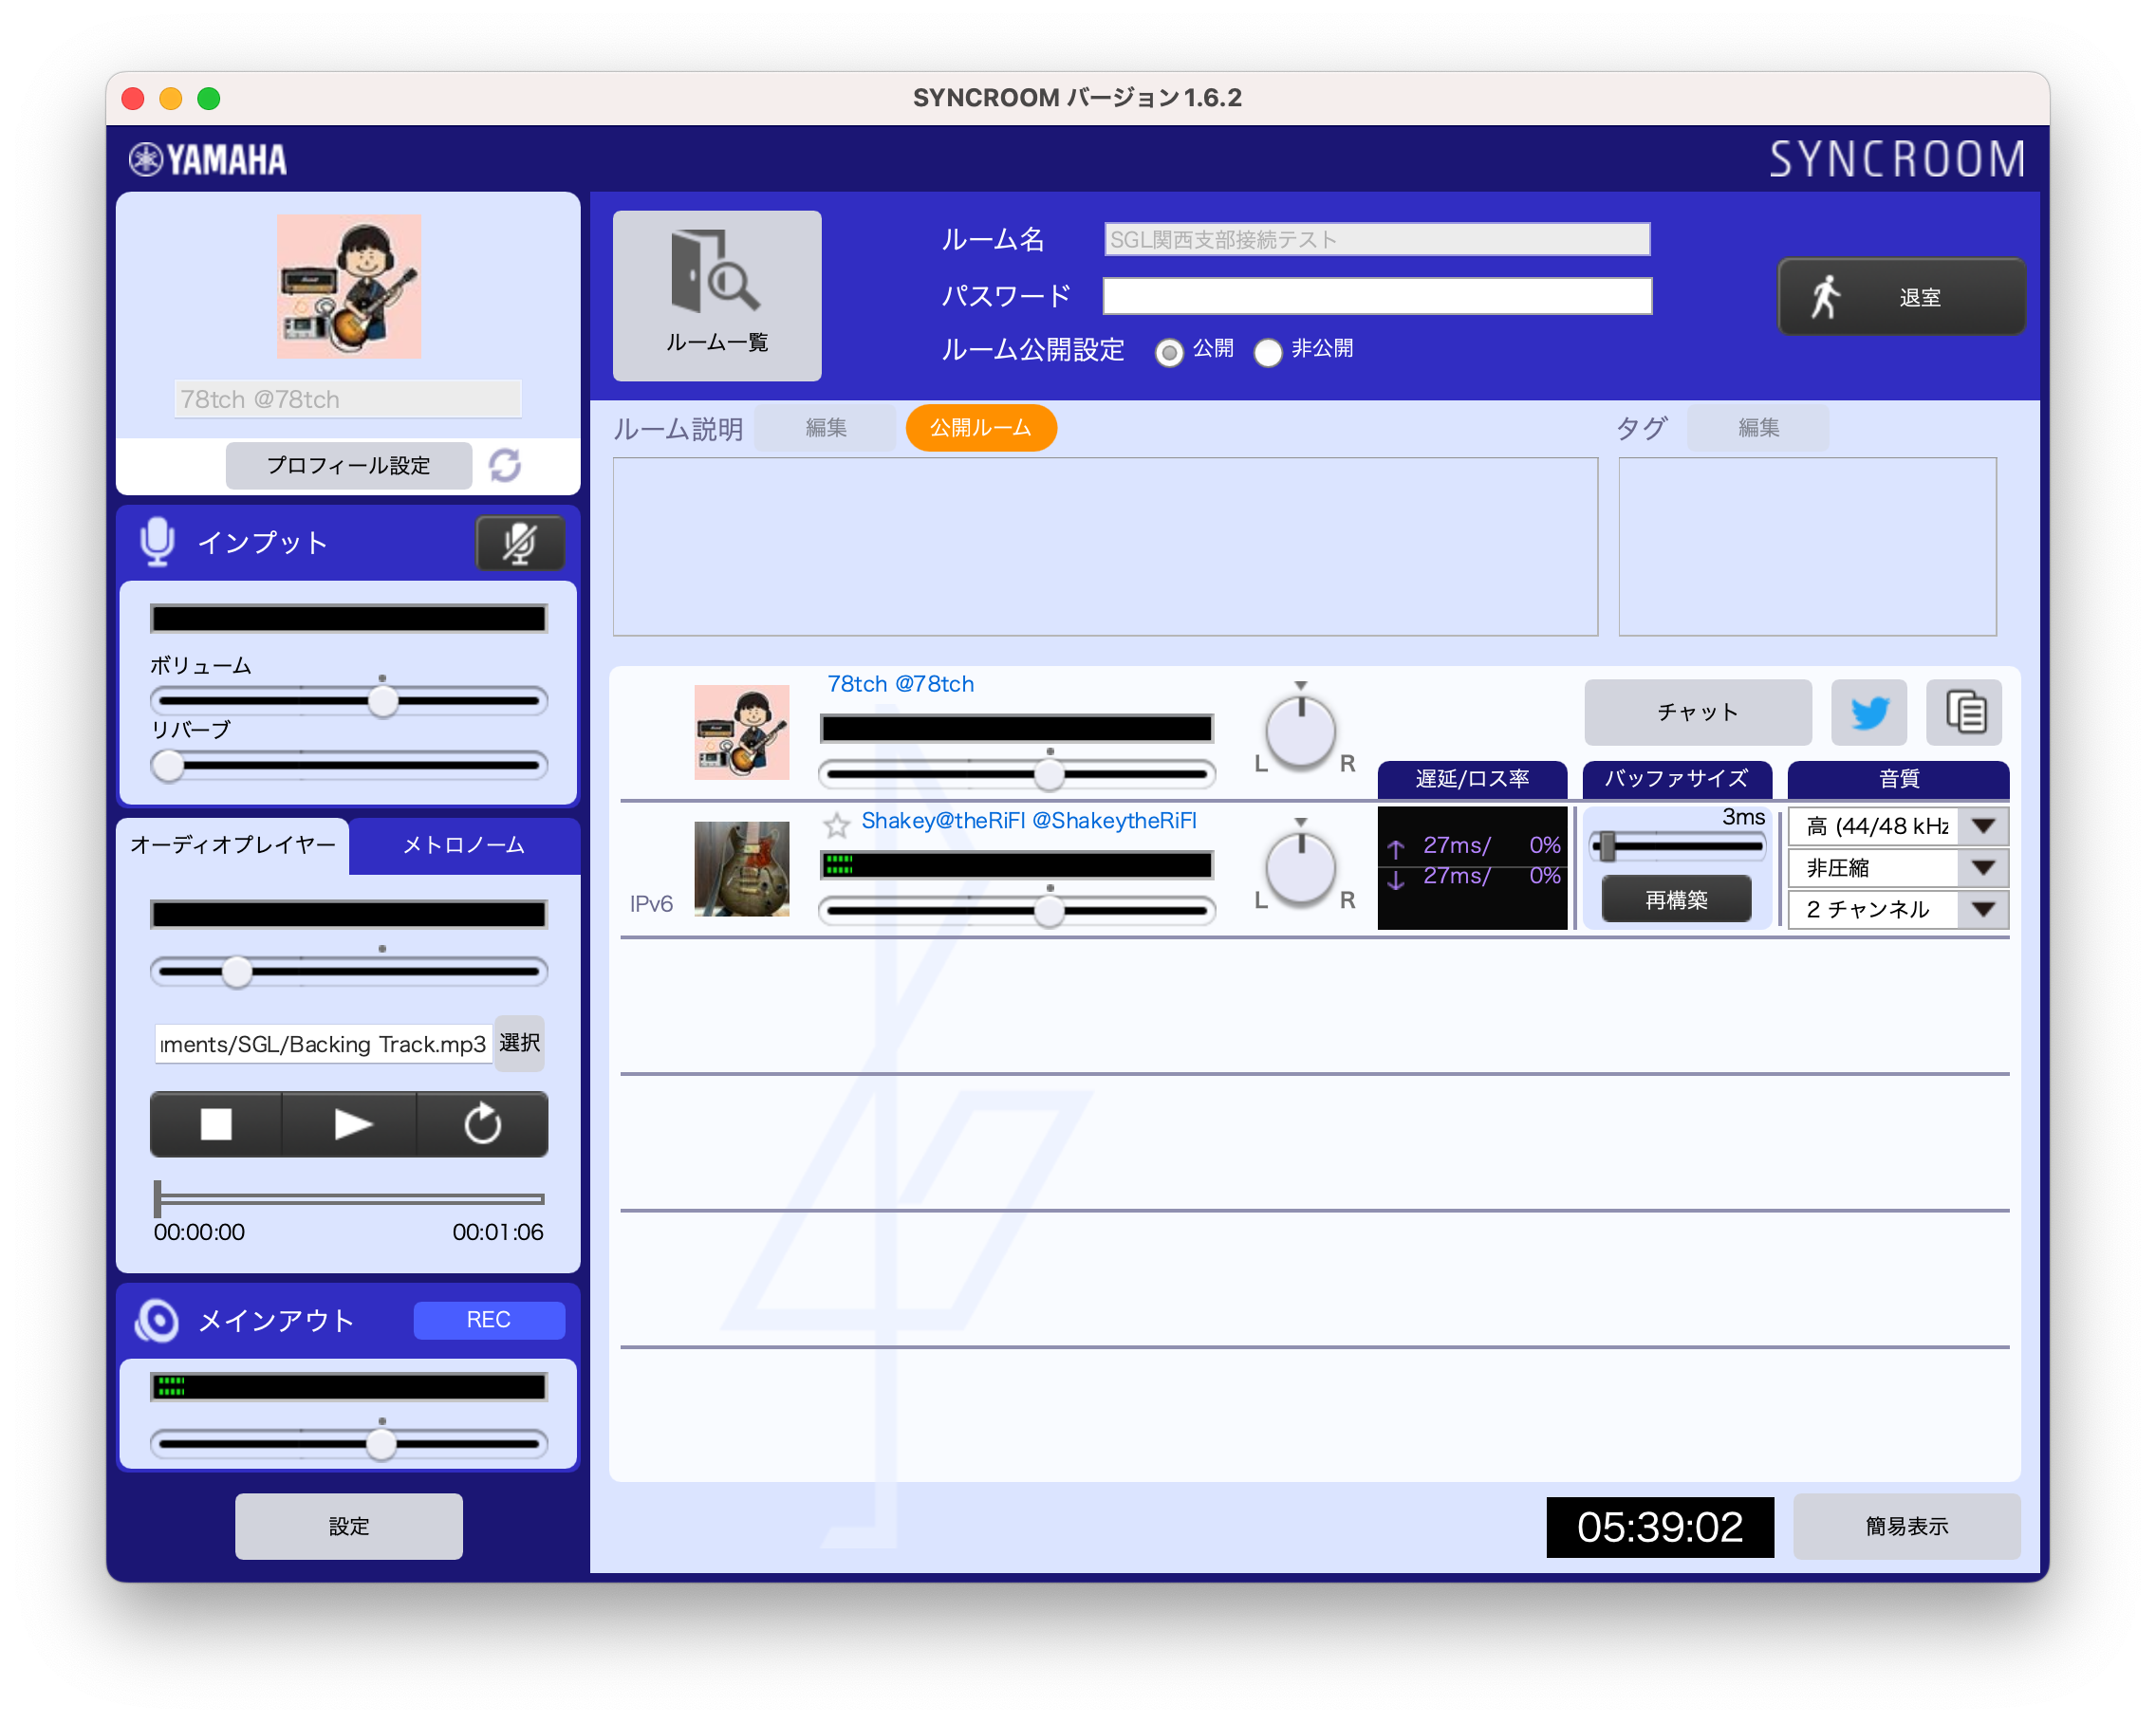 SYNCROOM バージョン1.6.2
YAMAHA
SYNCROOM
78tch @78tch
プロフィール設定
インプット
ボリューム
リバーブ
オーディオプレイヤー
メトロノーム
ıments/SGL/Backing Track.mp3
選択
00:00:00
00:01:06
メインアウト
REC
設定
ルーム一覧
ルーム名
SGL関西支部接続テスト
パスワード
ルーム公開設定
公開
非公開
退室
ルーム説明
編集
公開ルーム
タグ
編集
78tch @78tch
L
R
チャット
遅延/ロス率
バッファサイズ
音質
IPv6
Shakey@theRiFl @ShakeytheRiFl
L
R
↑ 27ms/ 0%
↓ 27ms/ 0%
3ms
再構築
高 (44/48 kHz
非圧縮
2 チャンネル
05:39:02
簡易表示